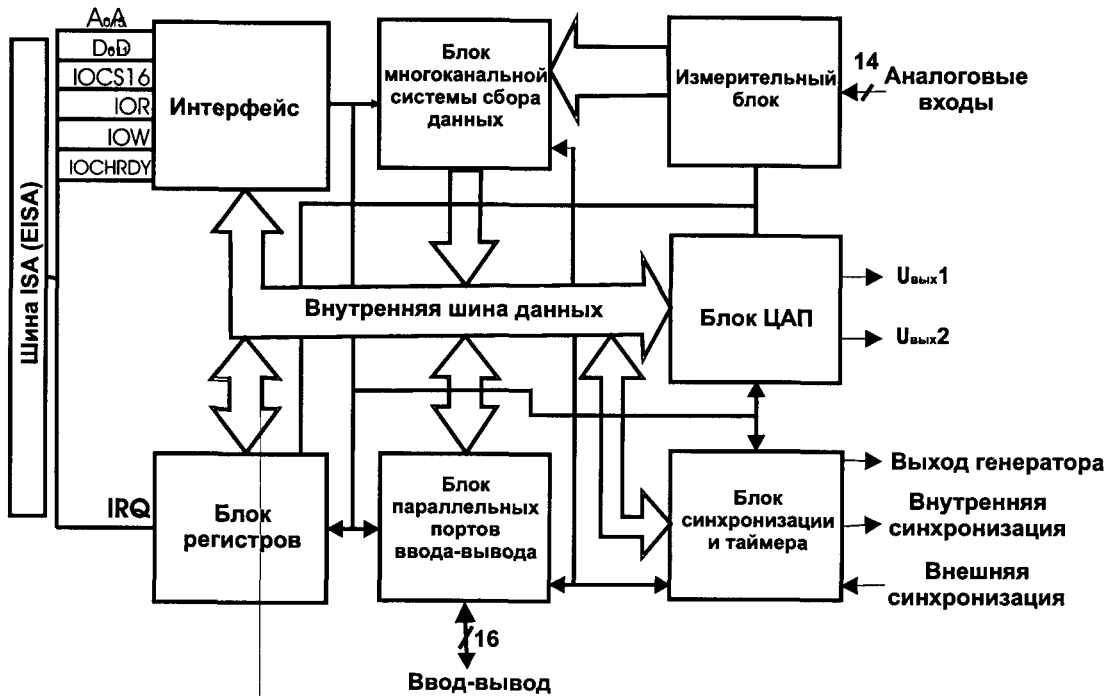 IOCS16
IOR
IOW
IOCHRDY
Шина ISA (EISA)
Интерфейс
Блок
многоканальной
системы сбора
данных
Измерительный
блок
14
Аналоговые
входы
Внутренняя шина данных
Блок ЦАП
Uвых1
Uвых2
IRQ
Блок
регистров
Блок
параллельных
портов
ввода-вывода
Блок
синхронизации
и таймера
Выход генератора
Внутренняя
синхронизация
Внешняя
синхронизация
16
Ввод-вывод